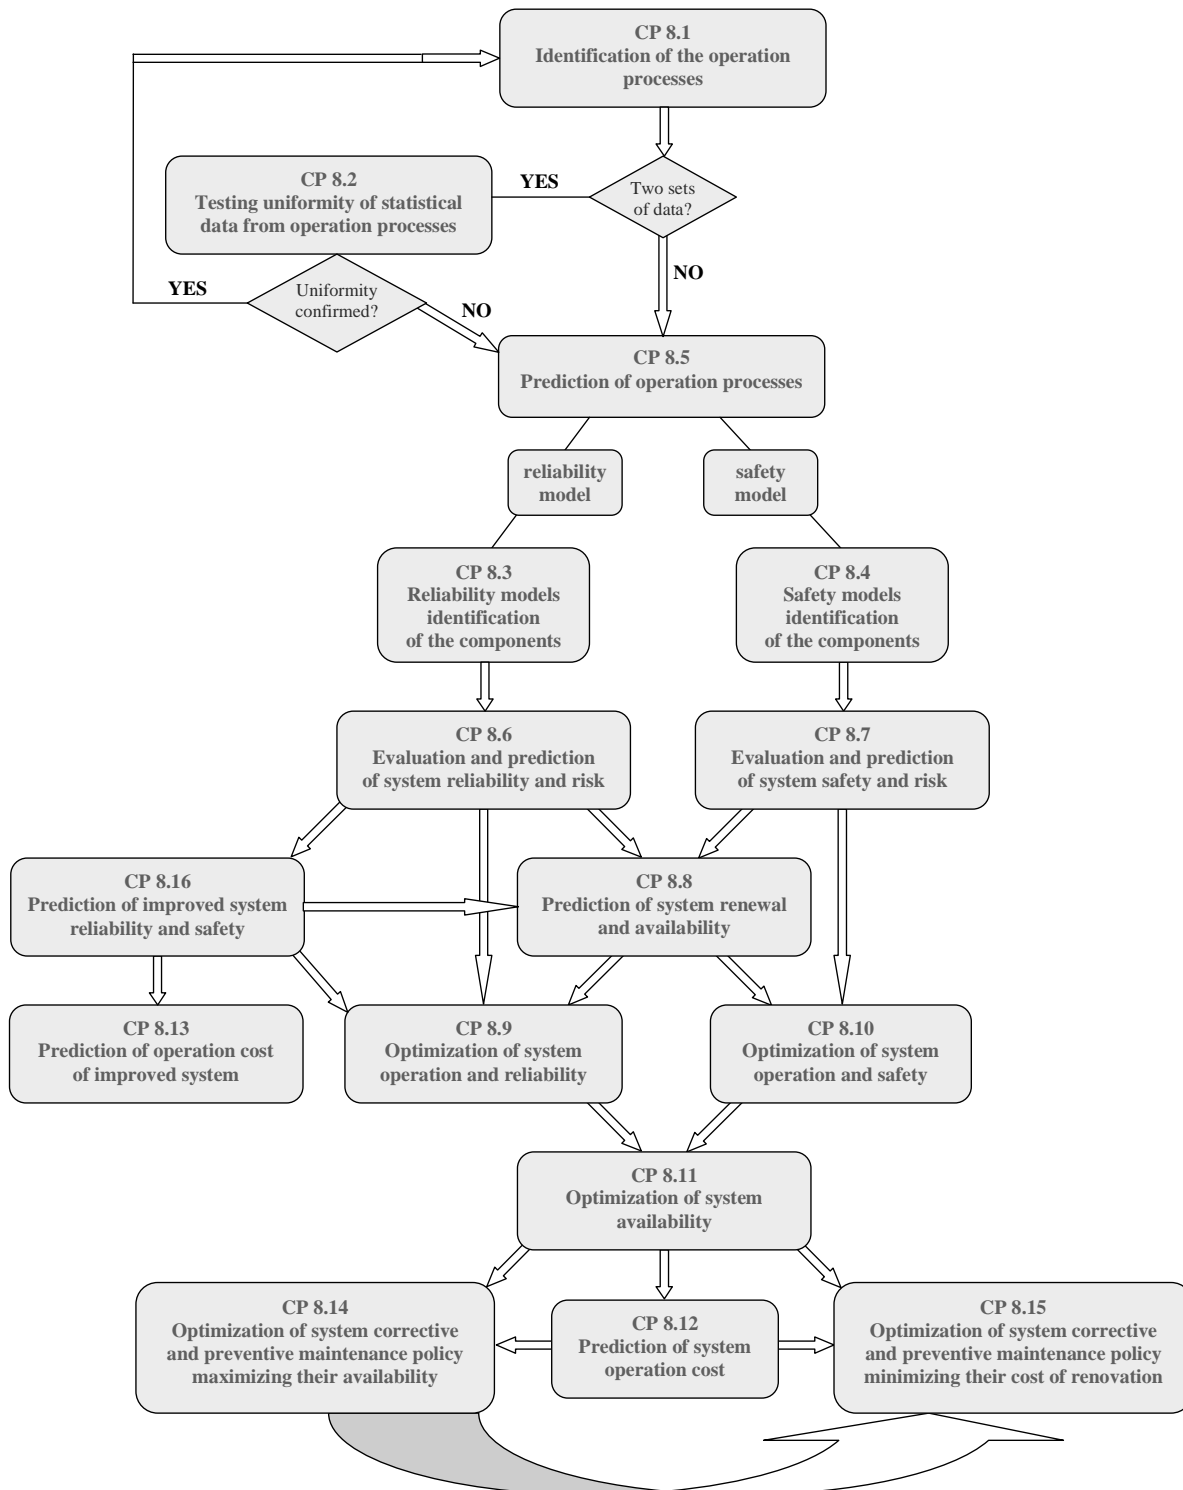 CP 8.1
Identification of the operation
processes
CP 8.2
Testing uniformity of statistical
data from operation processes
YES
Two sets
of data?
NO
YES
Uniformity
confirmed?
NO
CP 8.5
Prediction of operation processes
reliability
model
safety
model
CP 8.3
Reliability models
identification
of the components
CP 8.4
Safety models
identification
of the components
CP 8.6
Evaluation and prediction
of system reliability and risk
CP 8.7
Evaluation and prediction
of system safety and risk
CP 8.16
Prediction of improved system
reliability and safety
CP 8.8
Prediction of system renewal
and availability
CP 8.13
Prediction of operation cost
of improved system
CP 8.9
Optimization of system
operation and reliability
CP 8.10
Optimization of system
operation and safety
CP 8.11
Optimization of system
availability
CP 8.14
Optimization of system corrective
and preventive maintenance policy
maximizing their availability
CP 8.12
Prediction of system
operation cost
CP 8.15
Optimization of system corrective
and preventive maintenance policy
minimizing their cost of renovation